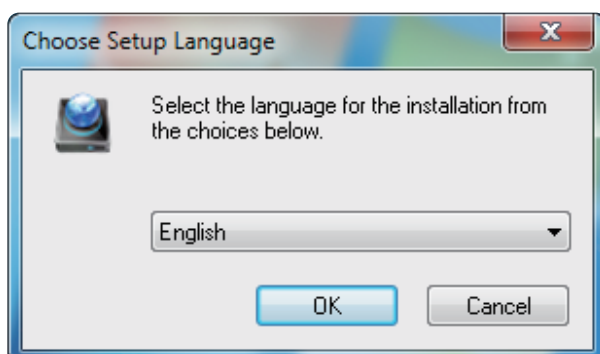 Choose Setup Language
Select the language for the installation from
the choices below.
English
OK
Cancel